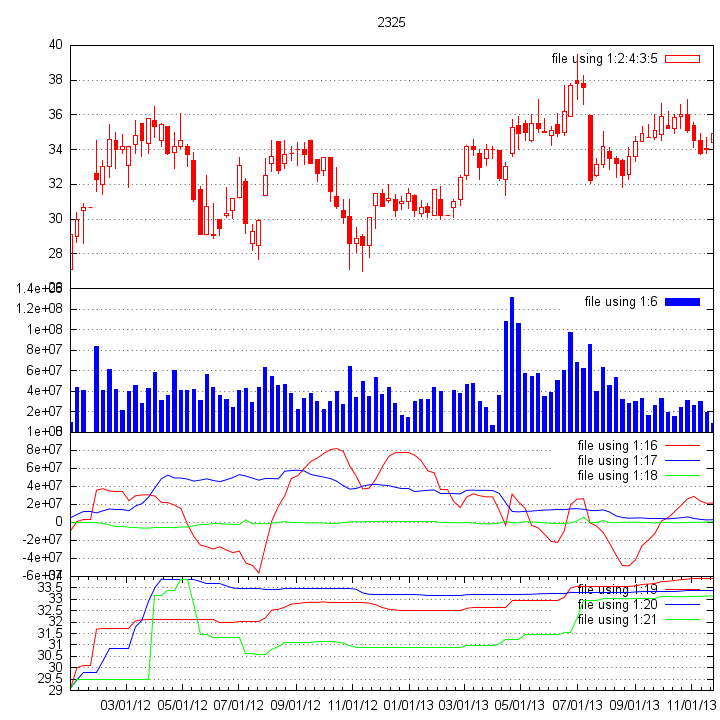 2325
40
file using 1:2:4:3:5
38
36
34
32
30
28
1.4e+08
file using 1:6
1.2e+08
1e+08
8e+07
6e+07
4e+07
2e+07
file using 1:16
8e+07
file using 1:17
6e+07
file using 1:18
4e+07
2e+07
0
-2e+07
-4e+07
-6e+07
33.5
file using 1:19
33
file using 1:20
32.5
file using 1:21
32
31.5
31
30.5
30
29.5
29
03/01/12 05/01/12 07/01/12 09/01/12 11/01/12 01/01/13 03/01/13 05/01/13 07/01/13 09/01/13 11/01/13